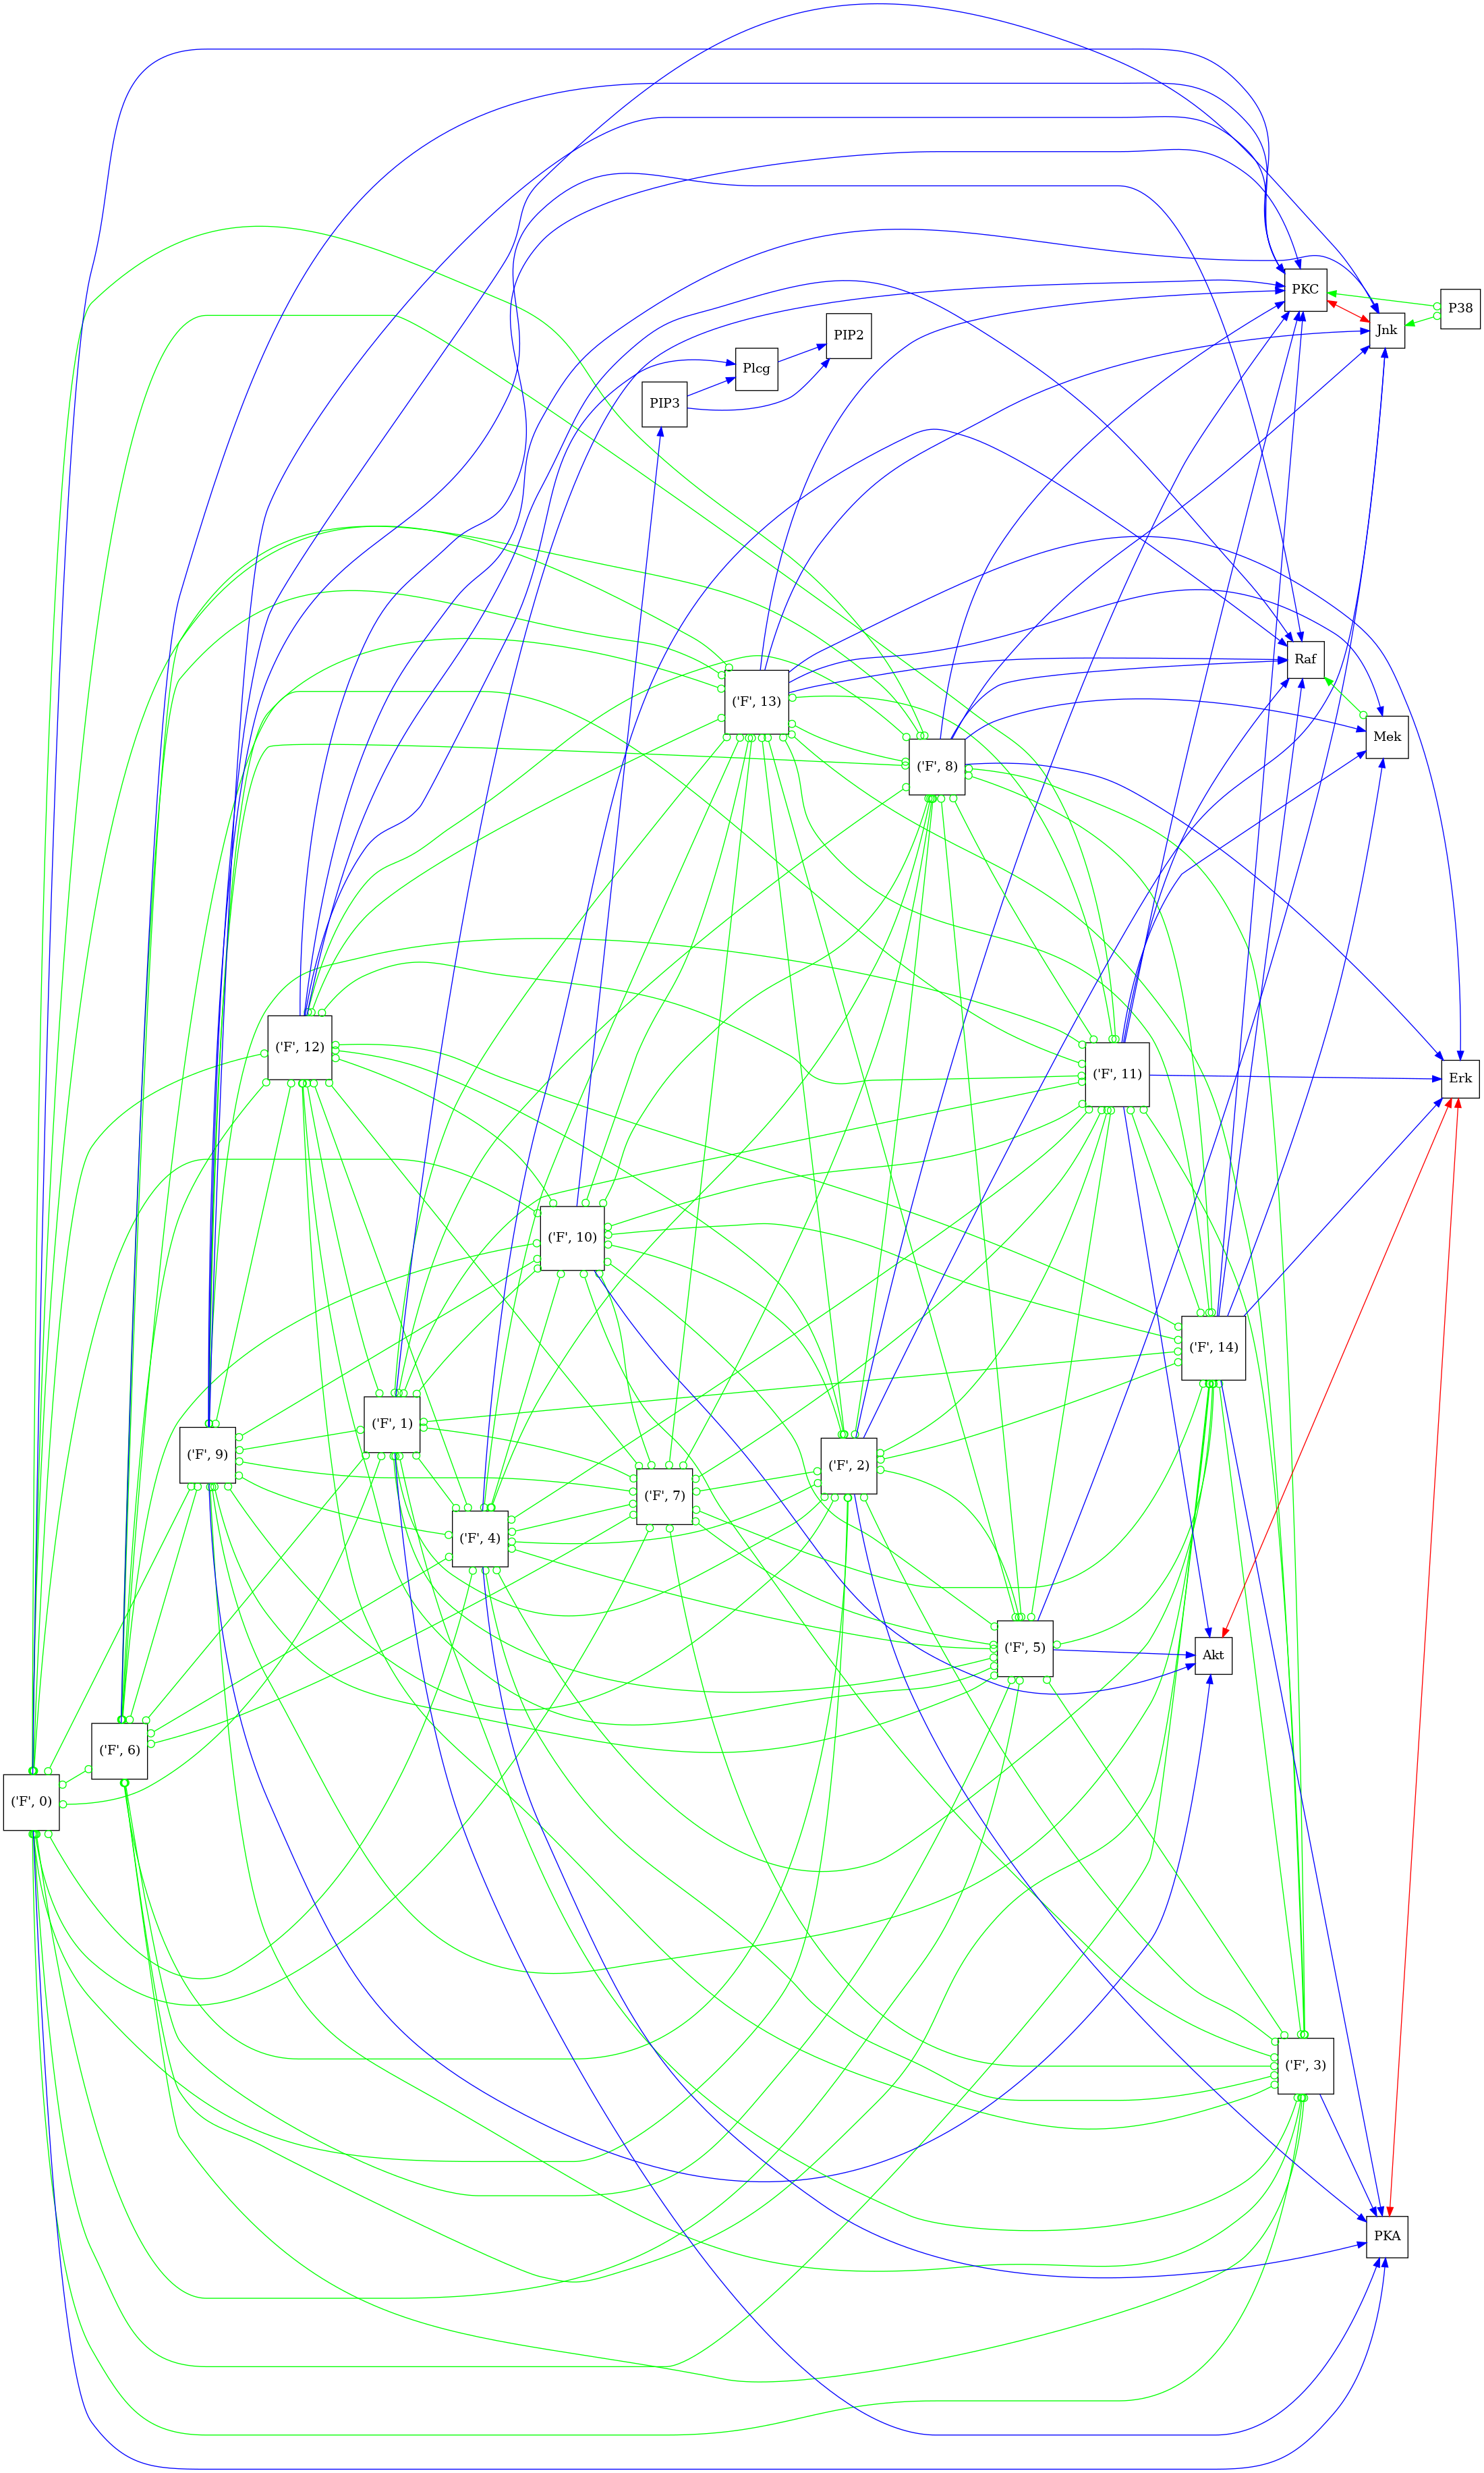 PKC
P38
Jnk
PIP2
Plcg
PIP3
Raf
('F', 13)
Mek
('F', 8)
('F', 12)
('F', 11)
Erk
('F', 10)
('F', 14)
('F', 1)
('F', 9)
('F', 2)
('F', 7)
('F', 4)
('F', 5)
Akt
('F', 6)
('F', 0)
('F', 3)
PKA